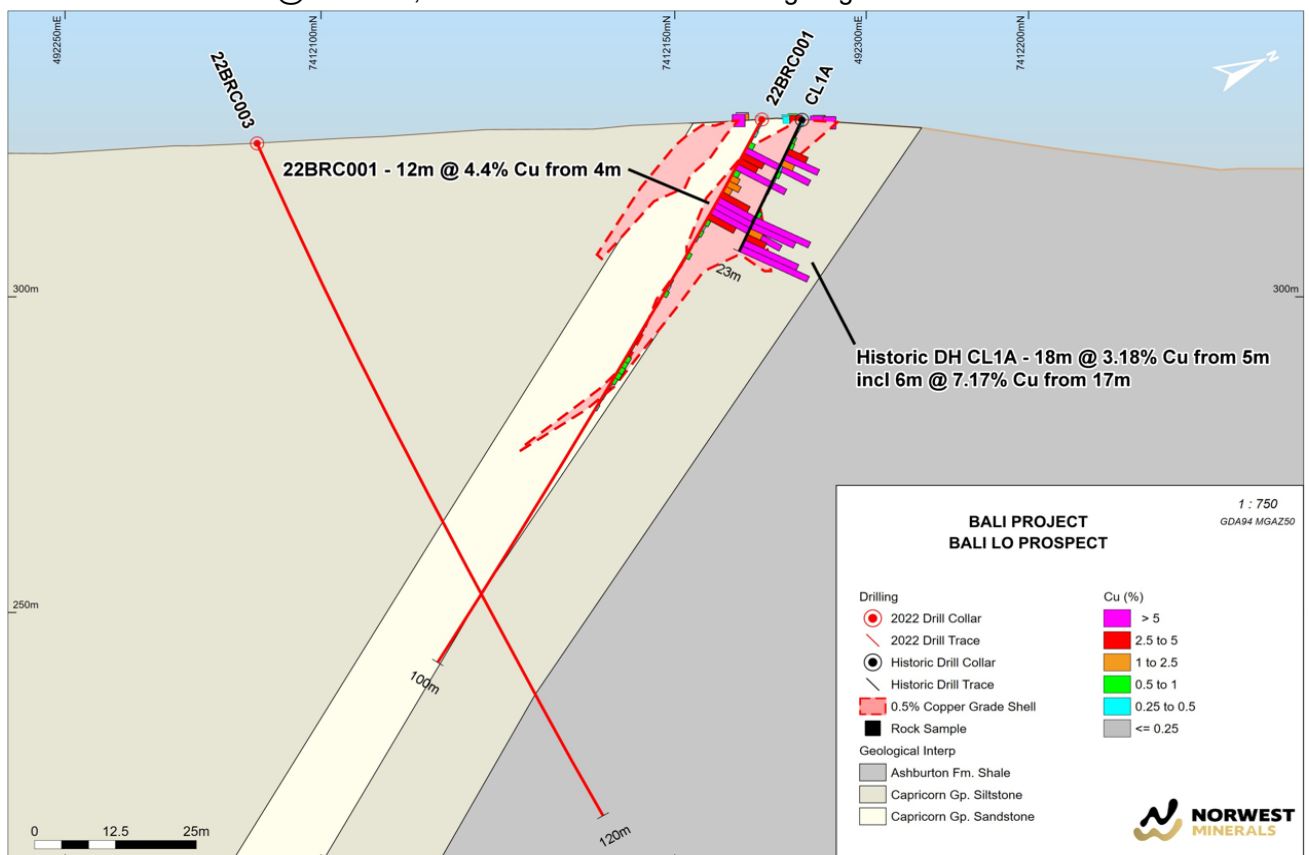 492250mE
7412100mN
7412150mN
492300mE
7412200mN
N
22BRC003
22BRC001
CL1A
22BRC001 - 12m @ 4.4% Cu from 4m
23m
300m
300m
Historic DH CL1A - 18m @ 3.18% Cu from 5m
incl 6m @ 7.17% Cu from 17m
250m
100m
120m
0 12.5 25m
BALI PROJECT
BALI LO PROSPECT
1 : 750
GDA94 MGAZ50
Drilling
2022 Drill Collar
2022 Drill Trace
Historic Drill Collar
Historic Drill Trace
0.5% Copper Grade Shell
Rock Sample
Geological Interp
Ashburton Fm. Shale
Capricorn Gp. Siltstone
Capricorn Gp. Sandstone
Cu (%)
> 5
2.5 to 5
1 to 2.5
0.5 to 1
0.25 to 0.5
<= 0.25
NORWEST
MINERALS